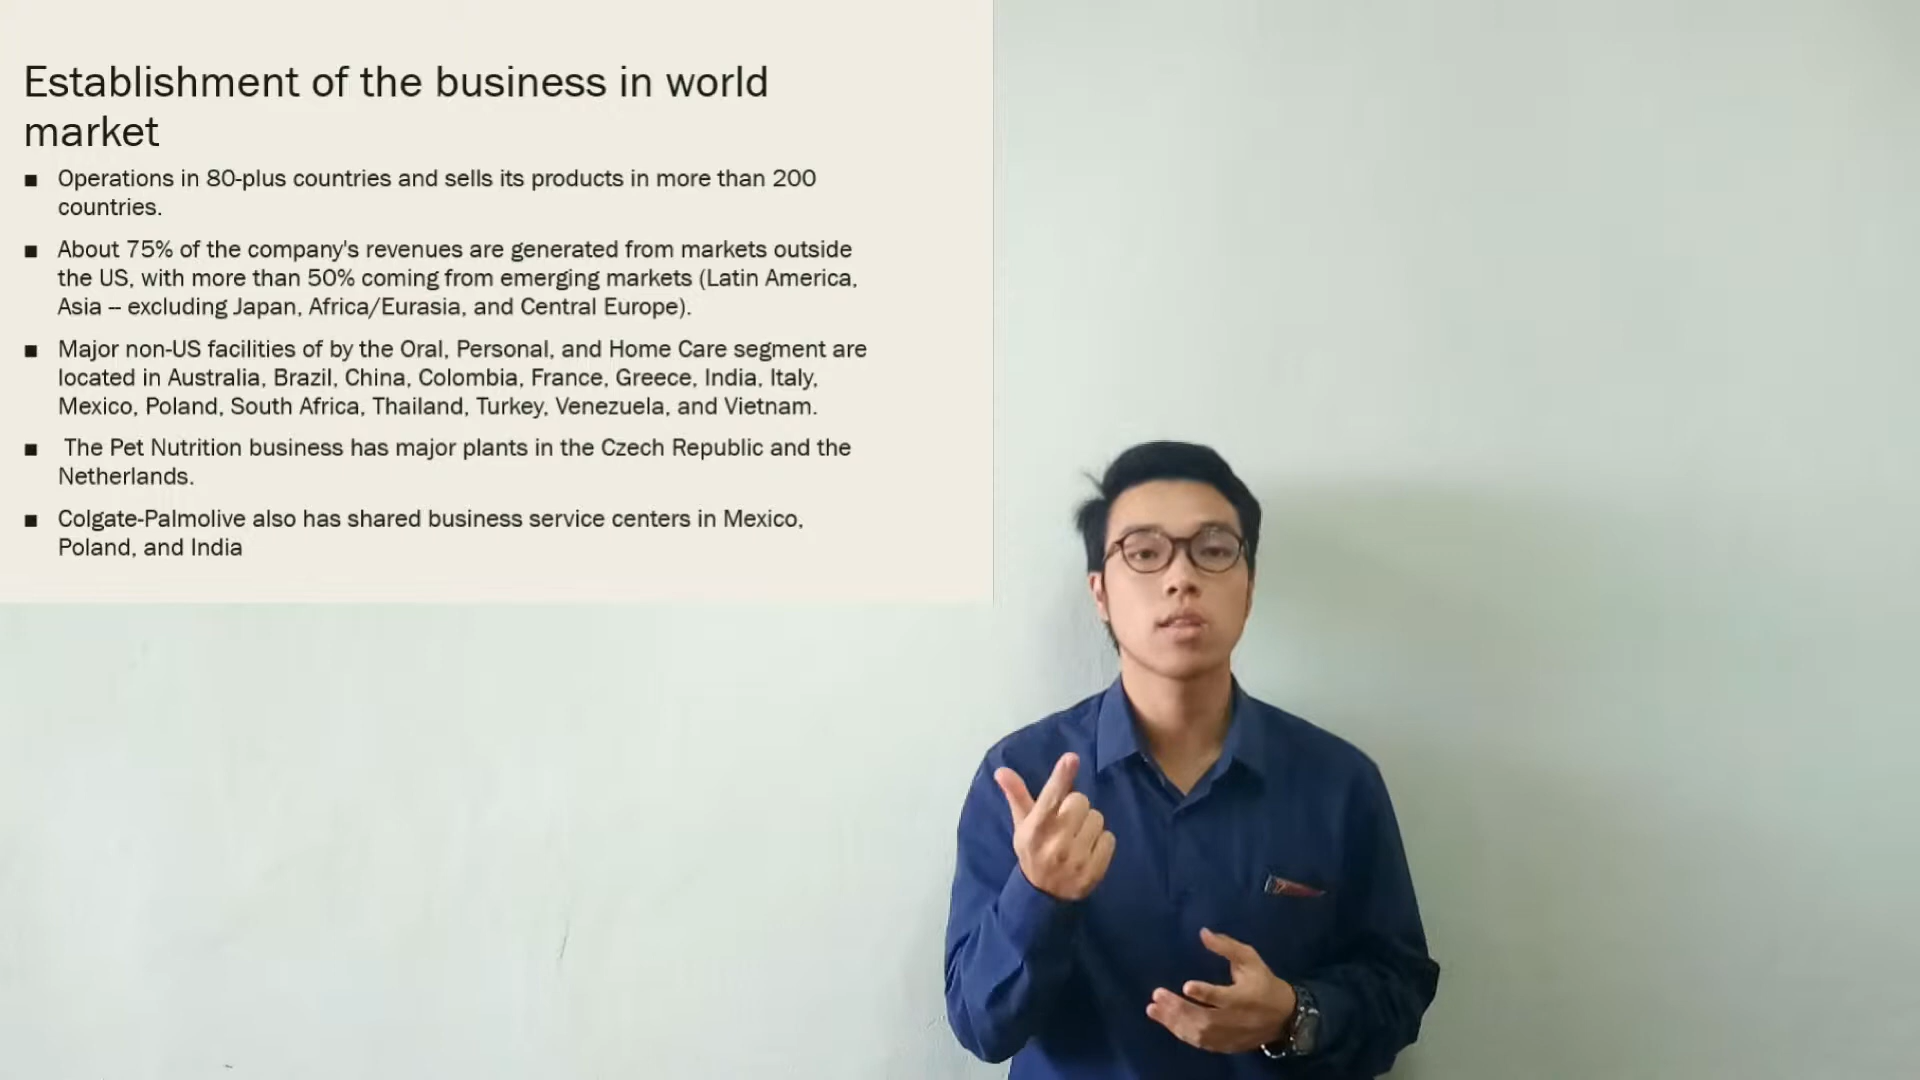 Establishment of the business in world
market
■ Operations in 80-plus countries and sells its products in more than 200
countries.
■ About 75% of the company's revenues are generated from markets outside
the US, with more than 50% coming from emerging markets (Latin America,
Asia -- excluding Japan, Africa/Eurasia, and Central Europe).
■ Major non-US facilities of by the Oral, Personal, and Home Care segment are
located in Australia, Brazil, China, Colombia, France, Greece, India, Italy,
Mexico, Poland, South Africa, Thailand, Turkey, Venezuela, and Vietnam.
■ The Pet Nutrition business has major plants in the Czech Republic and the
Netherlands.
■ Colgate-Palmolive also has shared business service centers in Mexico,
Poland, and India